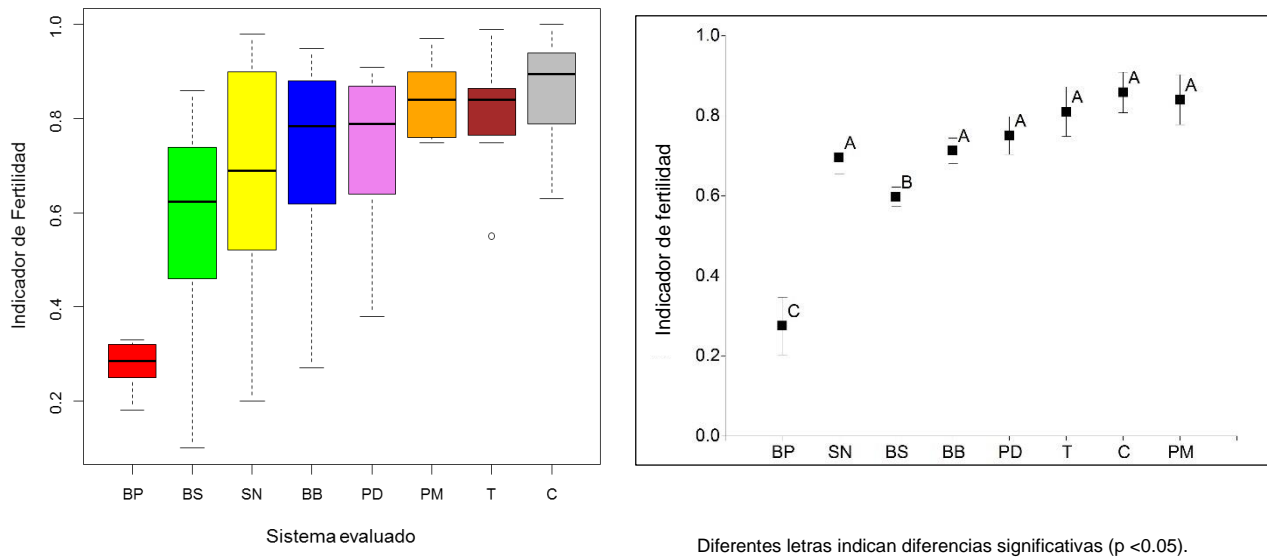 Indicador de Fertilidad
1.0
0.8
0.6
0.4
0.2
BP BS SN BB PD PM T C
Sistema evaluado
Indicador de fertilidad
1.0
0.8
0.6
0.4
0.2
0.0
C
A
B
A
A
A
A
A
BP SN BS BB PD T C PM
Diferentes letras indican diferencias significativas (p <0.05).